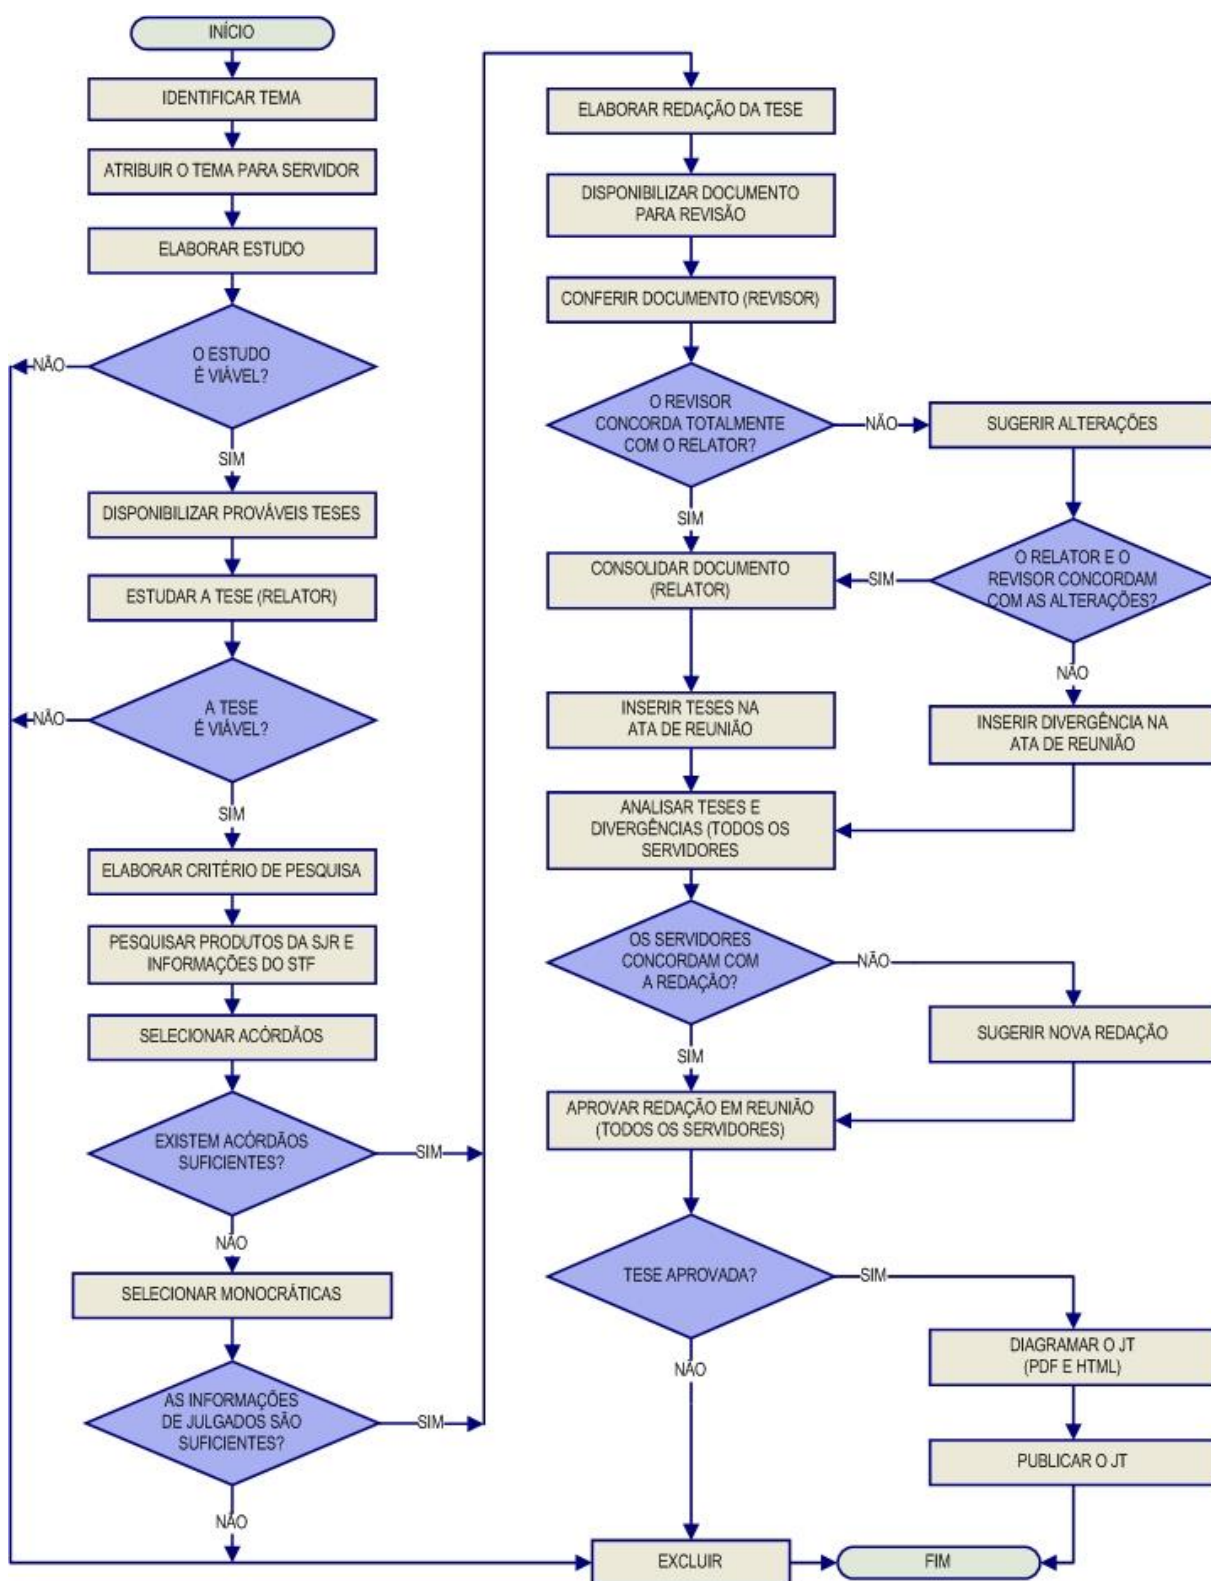 INÍCIO
IDENTIFICAR TEMA
ATRIBUIR O TEMA PARA SERVIDOR
ELABORAR ESTUDO
O ESTUDO
É VIÁVEL?
NÃO
SIM
DISPONIBILIZAR PROVÁVEIS TESES
ESTUDAR A TESE (RELATOR)
A TESE
É VIÁVEL?
NÃO
SIM
ELABORAR CRITÉRIO DE PESQUISA
PESQUISAR PRODUTOS DA SJR E
INFORMAÇÕES DO STF
SELECIONAR ACÓRDÃOS
EXISTEM ACÓRDÃOS
SUFICIENTES?
SIM
NÃO
SELECIONAR MONOCRÁTICAS
AS INFORMAÇÕES
DE JULGADOS SÃO
SUFICIENTES?
SIM
NÃO
ELABORAR REDAÇÃO DA TESE
DISPONIBILIZAR DOCUMENTO
PARA REVISÃO
CONFERIR DOCUMENTO (REVISOR)
O REVISOR
CONCORDA TOTALMENTE
COM O RELATOR?
NÃO
SUGERIR ALTERAÇÕES
SIM
O RELATOR E O
REVISOR CONCORDAM
COM AS ALTERAÇÕES?
SIM
CONSOLIDAR DOCUMENTO
(RELATOR)
NÃO
INSERIR TESES NA
ATA DE REUNIÃO
INSERIR DIVERGÊNCIA NA
ATA DE REUNIÃO
ANALISAR TESES E
DIVERGÊNCIAS (TODOS OS
SERVIDORES
OS SERVIDORES
CONCORDAM COM
A REDAÇÃO?
NÃO
SUGERIR NOVA REDAÇÃO
SIM
APROVAR REDAÇÃO EM REUNIÃO
(TODOS OS SERVIDORES)
TESE APROVADA?
SIM
NÃO
DIAGRAMAR O JT
(PDF E HTML)
PUBLICAR O JT
EXCLUIR
FIM